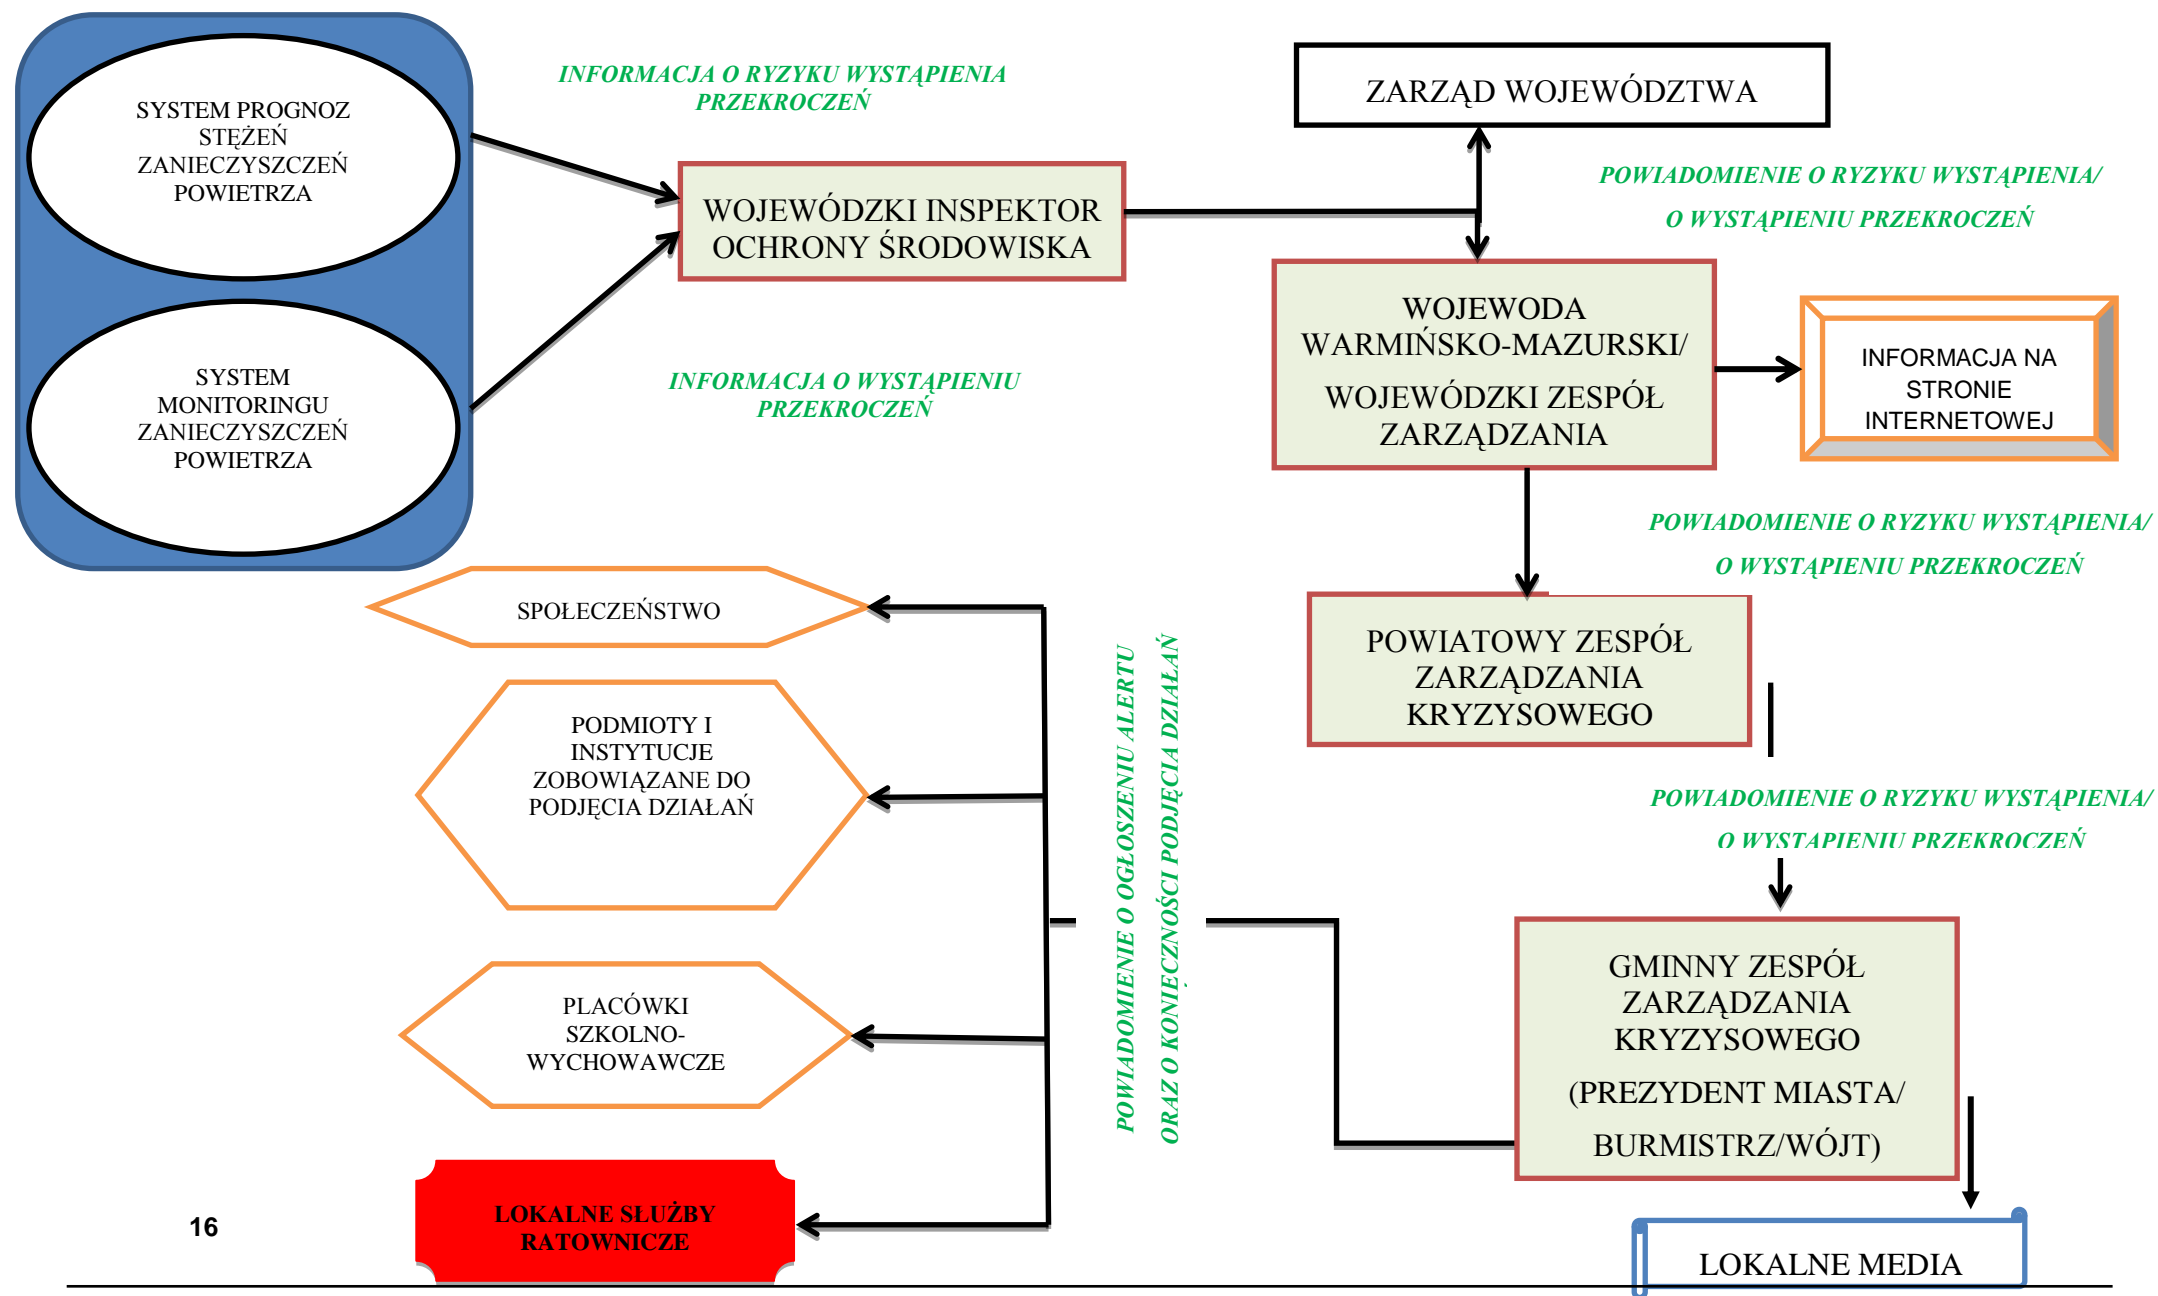 SYSTEM PROGNOZ
STĘŻEŃ
ZANIECZYSZCZEŃ
POWIETRZA
SYSTEM
MONITORINGU
ZANIECZYSZCZEŃ
POWIETRZA
INFORMACJA O RYZYKU WYSTĄPIENIA
PRZEKROCZEŃ
WOJEWÓDZKI INSPEKTOR
OCHRONY ŚRODOWISKA
INFORMACJA O WYSTĄPIENIU
PRZEKROCZEŃ
ZARZĄD WOJEWÓDZTWA
POWIADOMIENIE O RYZYKU WYSTĄPIENIA/
O WYSTĄPIENIU PRZEKROCZEŃ
WOJEWODA
WARMIŃSKO-MAZURSKI/
WOJEWÓDZKI ZESPÓŁ
ZARZĄDZANIA
INFORMACJA NA
STRONIE
INTERNETOWEJ
POWIADOMIENIE O RYZYKU WYSTĄPIENIA/
O WYSTĄPIENIU PRZEKROCZEŃ
POWIATOWY ZESPÓŁ
ZARZĄDZANIA
KRYZYSOWEGO
POWIADOMIENIE O RYZYKU WYSTĄPIENIA/
O WYSTĄPIENIU PRZEKROCZEŃ
GMINNY ZESPÓŁ
ZARZĄDZANIA
KRYZYSOWEGO
(PREZYDENT MIASTA/
BURMISTRZ/WÓJT)
LOKALNE MEDIA
POWIADOMIENIE O OGŁOSZENIU ALERTU
ORAZ O KONIECZNOŚCI PODJĘCIA DZIAŁAŃ
SPOŁECZEŃSTWO
PODMIOTY I
INSTYTUCJE
ZOBOWIĄZANE DO
PODJĘCIA DZIAŁAŃ
PLACÓWKI
SZKOLNO-
WYCHOWAWCZE
LOKALNE SŁUŻBY
RATOWNICZE
16